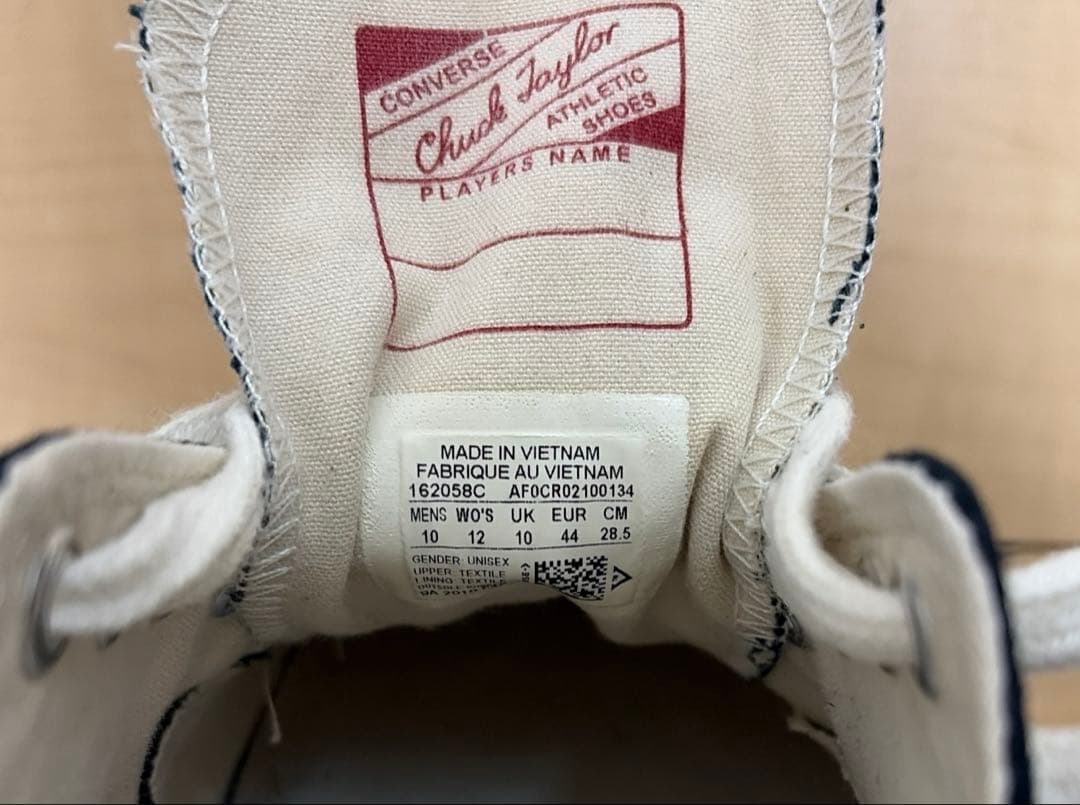 CONVERSE
Chuck Taylor
ATHLETIC
SHOES
PLAYERS NAME
MADE IN VIETNAM
FABRIQUE AU VIETNAM
162058C AF0CR02100134
MENS WO'S UK EUR CM
10 12 10 44 28.5
GENDER: UNISEX
UPPER: TEXTILE
LINING: TEXTILE